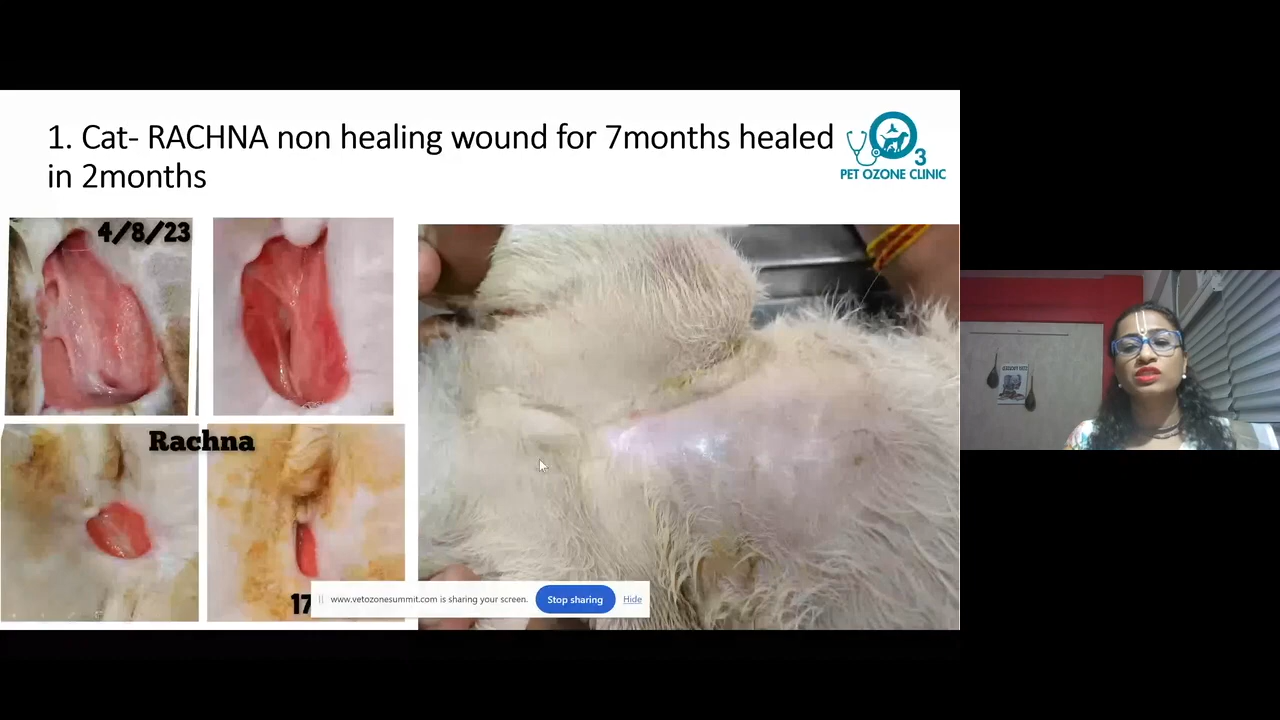 1. Cat- RACHNA non healing wound for 7months healed
in 2months
3
PET OZONE CLINIC
4/8/23
Rachna
17
www.vetozonesummit.com is sharing your screen.
Stop sharing
Hide